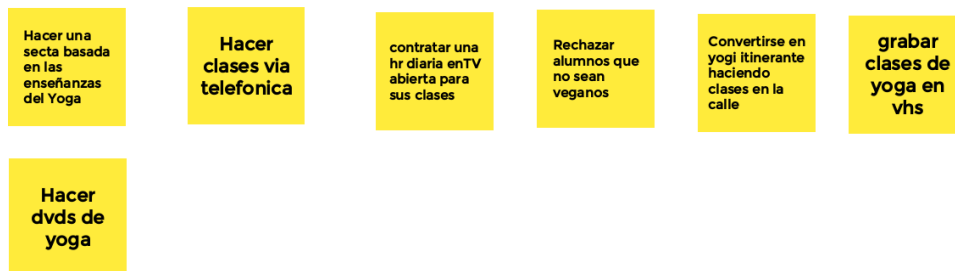 Hacer una
secta basada
en las
enseñanzas
del Yoga
Hacer
clases via
telefonica
contratar una
hr diaria enTV
abierta para
sus clases
Rechazar
alumnos que
no sean
veganos
Convertirse en
yogi itinerante
haciendo
clases en la
calle
grabar
clases de
yoga en
vhs
Hacer
dvds de
yoga